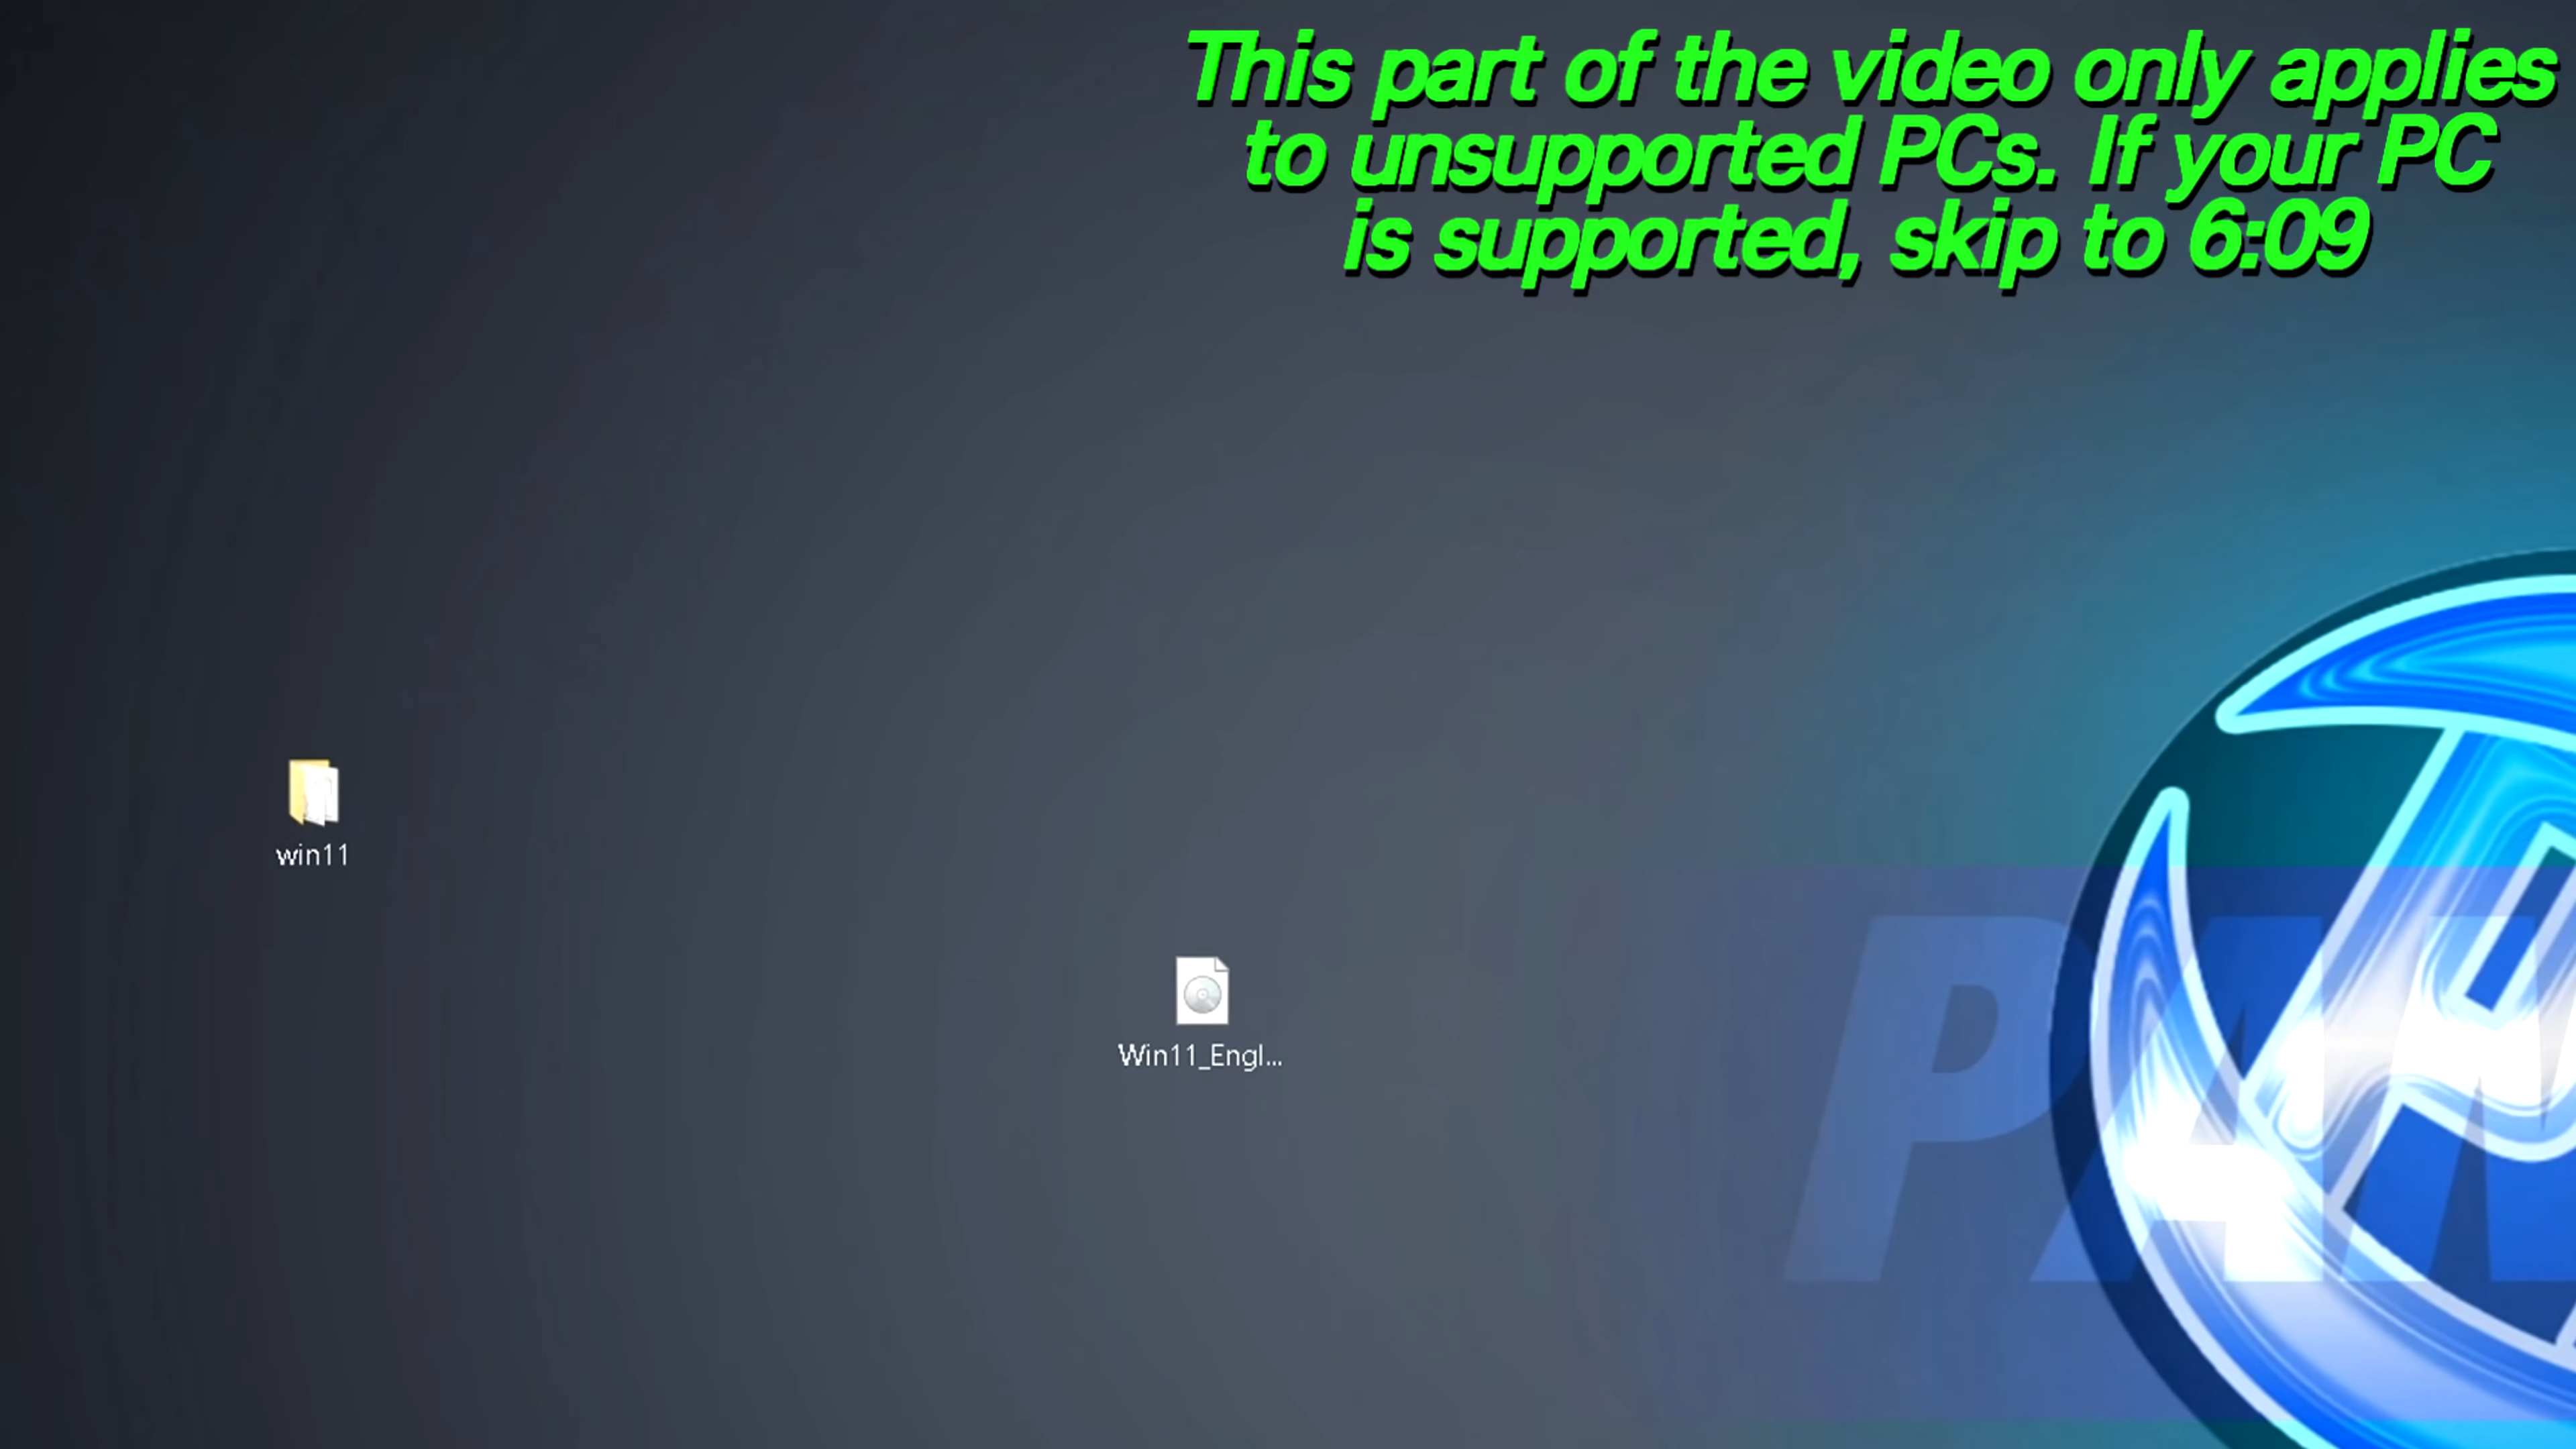 This part of the video only applies
to unsupported PCs. If your PC
is supported, skip to 6:09
win11
Win11_Engl...